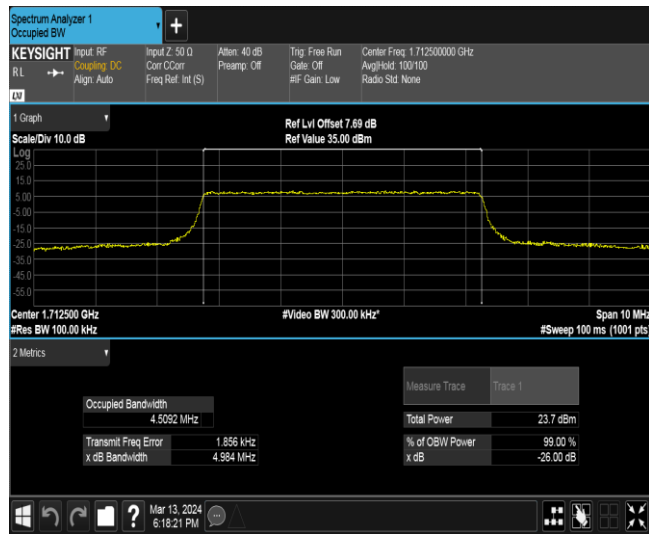 Spectrum Analyzer 1
Occupied BW
+
KEYSIGHT
RL
LXI
Input: RF
Coupling: DC
Align: Auto
Input Z: 50 Ω
Corr CCorr
Freq Ref: Int (S)
Atten: 40 dB
Preamp: Off
Trig: Free Run
Gate: Off
#IF Gain: Low
Center Freq: 1.712500000 GHz
Avg|Hold: 100/100
Radio Std: None
1 Graph
Scale/Div 10.0 dB
Ref Lvl Offset 7.69 dB
Ref Value 35.00 dBm
Log
25.0
15.0
5.00
-5.00
-15.0
-25.0
-35.0
-45.0
-55.0
Center 1.712500 GHz
#Video BW 300.00 kHz*
Span 10 MHz
#Res BW 100.00 kHz
#Sweep 100 ms (1001 pts)
2 Metrics
Measure Trace
Trace 1
Occupied Bandwidth
4.5092 MHz
Total Power
23.7 dBm
Transmit Freq Error
1.856 kHz
% of OBW Power
99.00 %
x dB Bandwidth
4.984 MHz
x dB
-26.00 dB
?
Mar 13, 2024
6:18:21 PM